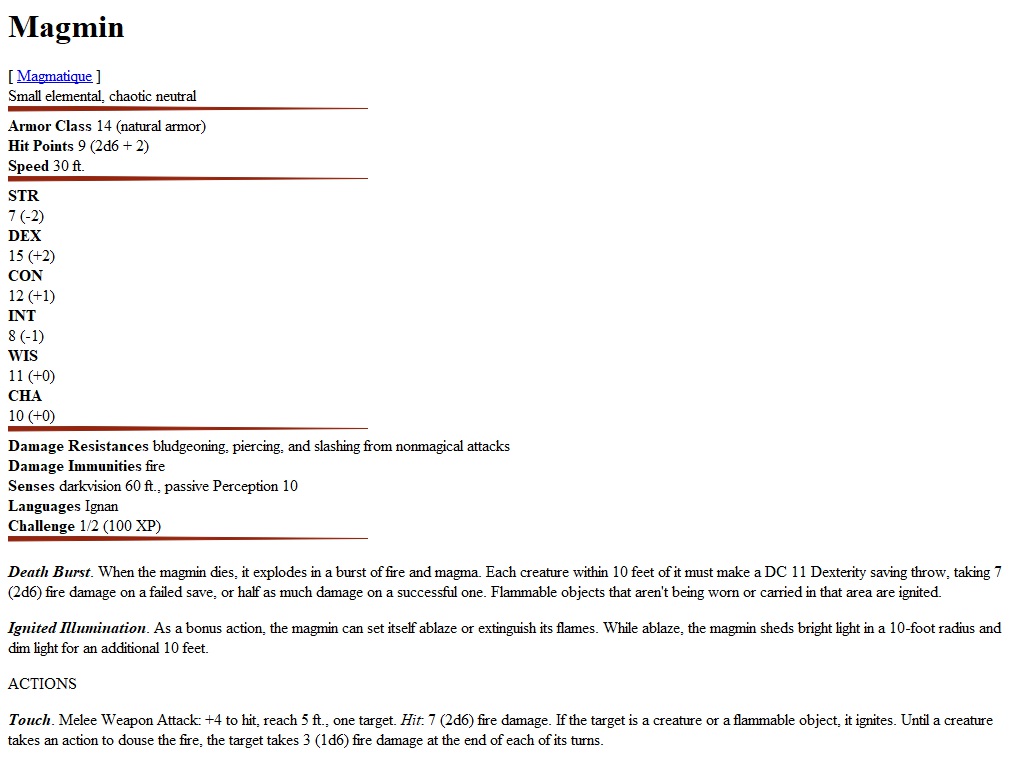 Magmin
[ Magmatique ]
Small elemental, chaotic neutral
Armor Class 14 (natural armor)
Hit Points 9 (2d6 + 2)
Speed 30 ft.
STR
7 (-2)
DEX
15 (+2)
CON
12 (+1)
INT
8 (-1)
WIS
11 (+0)
CHA
10 (+0)
Damage Resistances bludgeoning, piercing, and slashing from nonmagical attacks
Damage Immunities fire
Senses darkvision 60 ft., passive Perception 10
Languages Ignan
Challenge 1/2 (100 XP)
Death Burst. When the magmin dies, it explodes in a burst of fire and magma. Each creature within 10 feet of it must make a DC 11 Dexterity saving throw, taking 7
(2d6) fire damage on a failed save, or half as much damage on a successful one. Flammable objects that aren't being worn or carried in that area are ignited.
Ignited Illumination. As a bonus action, the magmin can set itself ablaze or extinguish its flames. While ablaze, the magmin sheds bright light in a 10-foot radius and
dim light for an additional 10 feet.
ACTIONS
Touch. Melee Weapon Attack: +4 to hit, reach 5 ft., one target. Hit: 7 (2d6) fire damage. If the target is a creature or a flammable object, it ignites. Until a creature
takes an action to douse the fire, the target takes 3 (1d6) fire damage at the end of each of its turns.